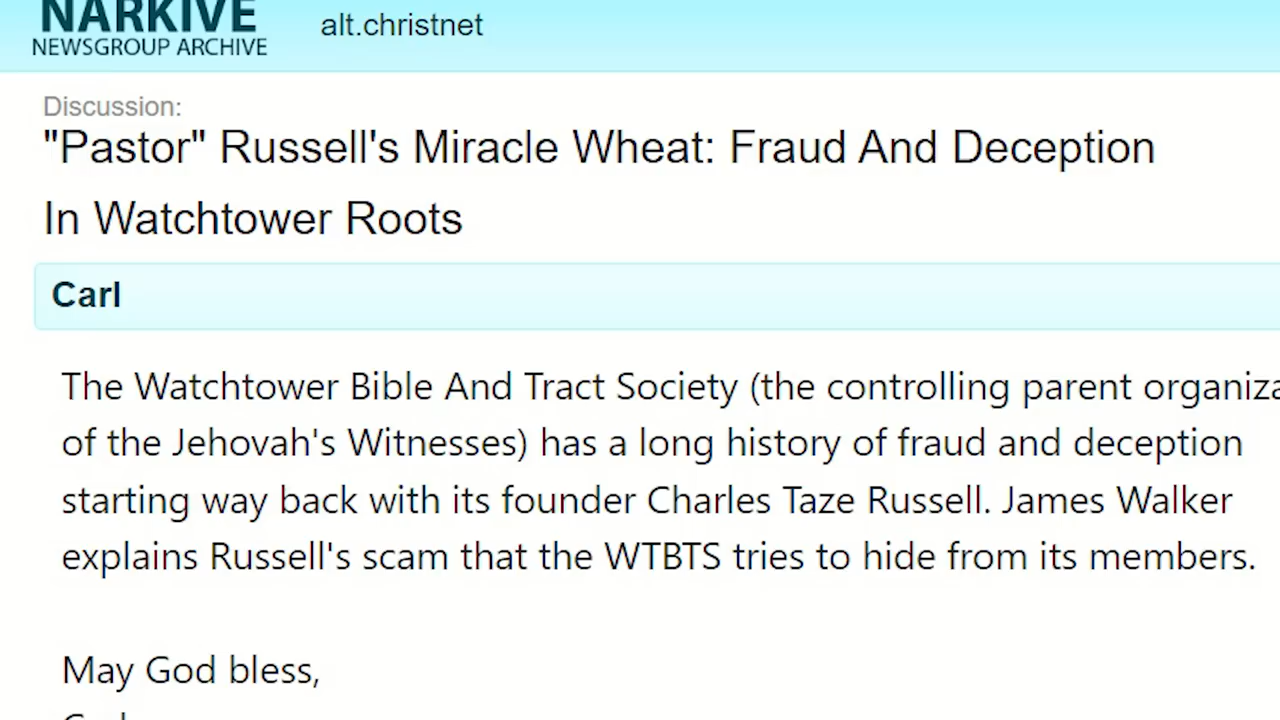 NARKIVE
NEWSGROUP ARCHIVE
alt.christnet
Discussion:
"Pastor" Russell's Miracle Wheat: Fraud And Deception
In Watchtower Roots
Carl
The Watchtower Bible And Tract Society (the controlling parent organiza
of the Jehovah's Witnesses) has a long history of fraud and deception
starting way back with its founder Charles Taze Russell. James Walker
explains Russell's scam that the WTBTS tries to hide from its members.
May God bless,